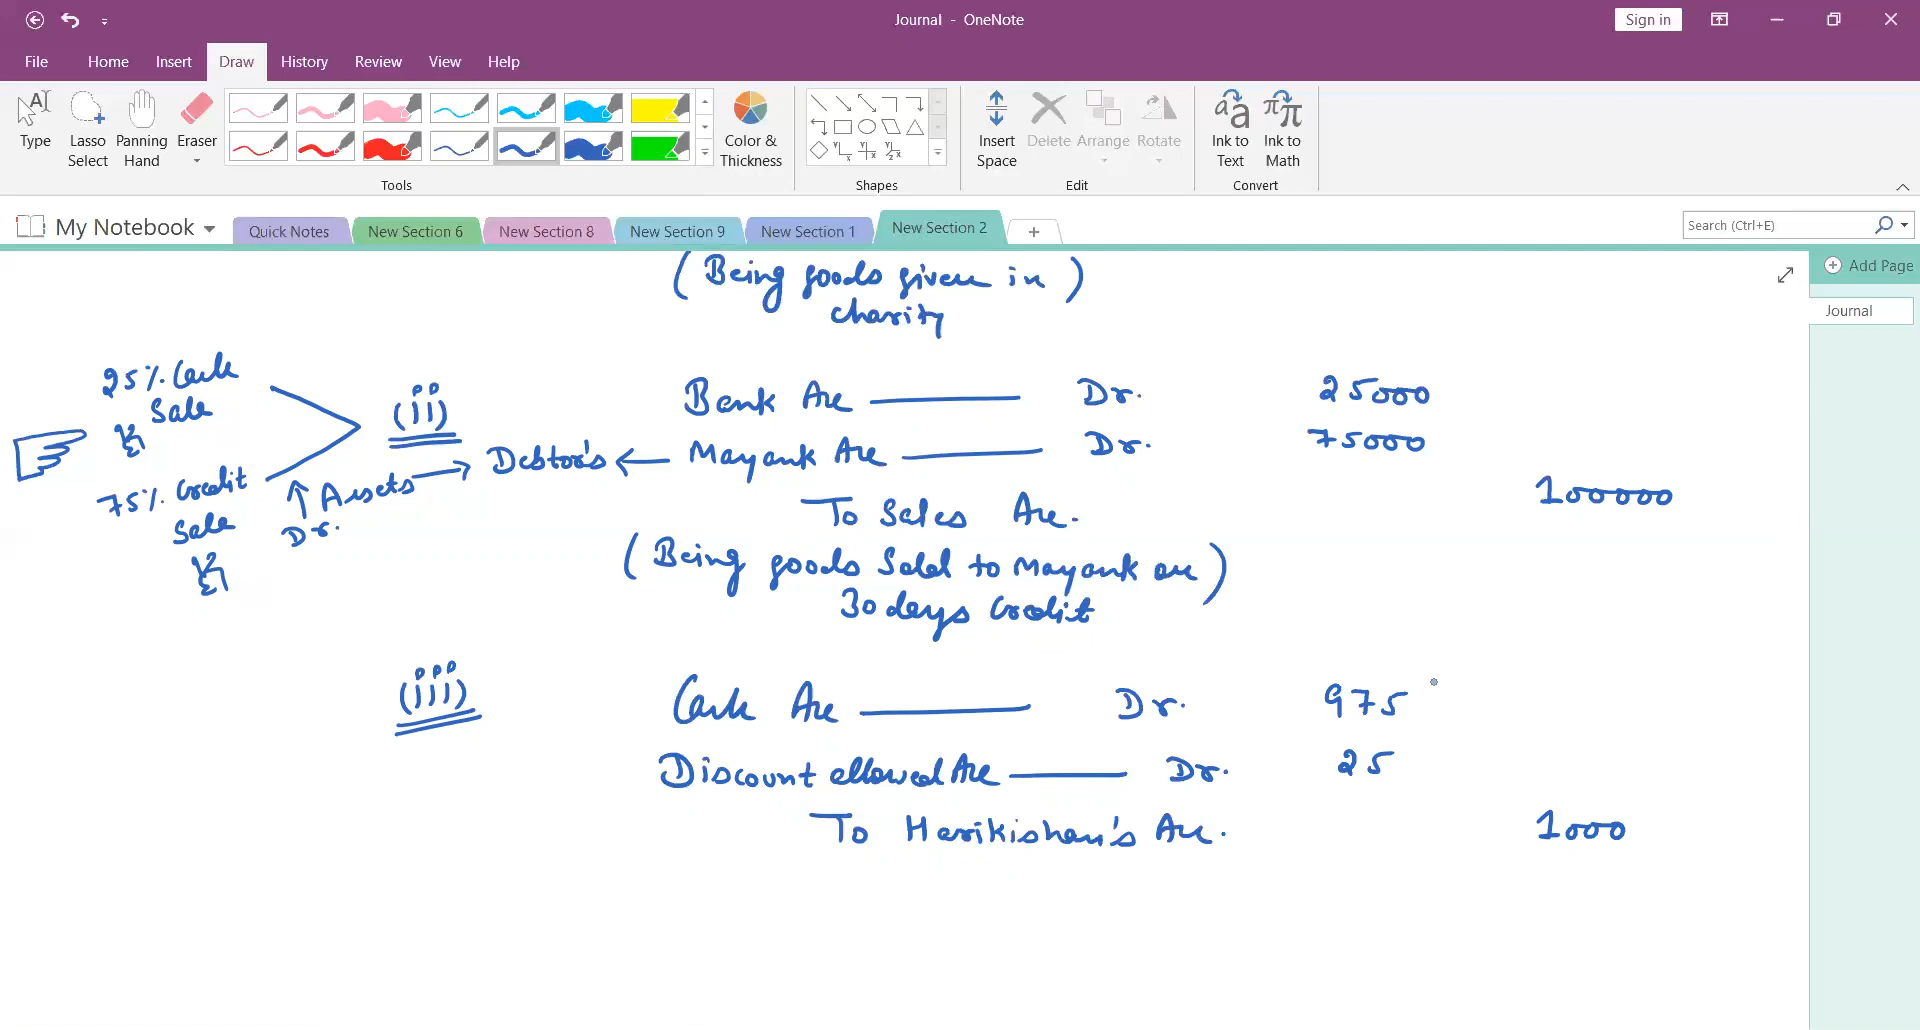 Journal - OneNote
Sign in
File Home Insert Draw History Review View Help
Type
Lasso Select
Panning Hand
Eraser
Color & Thickness
Insert Space
Delete
Arrange
Rotate
Ink to Text
Ink to Math
Tools
Shapes
Edit
Convert
My Notebook
Quick Notes
New Section 6
New Section 8
New Section 9
New Section 1
New Section 2
Search (Ctrl+E)
Add Page
Journal
(Being goods given in)
charity
25% Cash
Sale
75% Credit
Sale
Assets
Dr.
(ii)
Debtor's
Bank A/c Dr. 25000
Mayank A/c Dr. 75000
To Sales A/c. 100000
(Being goods Sold to Mayank on)
30 days Credit
(iii)
Cash A/c Dr. 975
Discount allowed A/c Dr. 25
To Harikishan's A/c. 1000